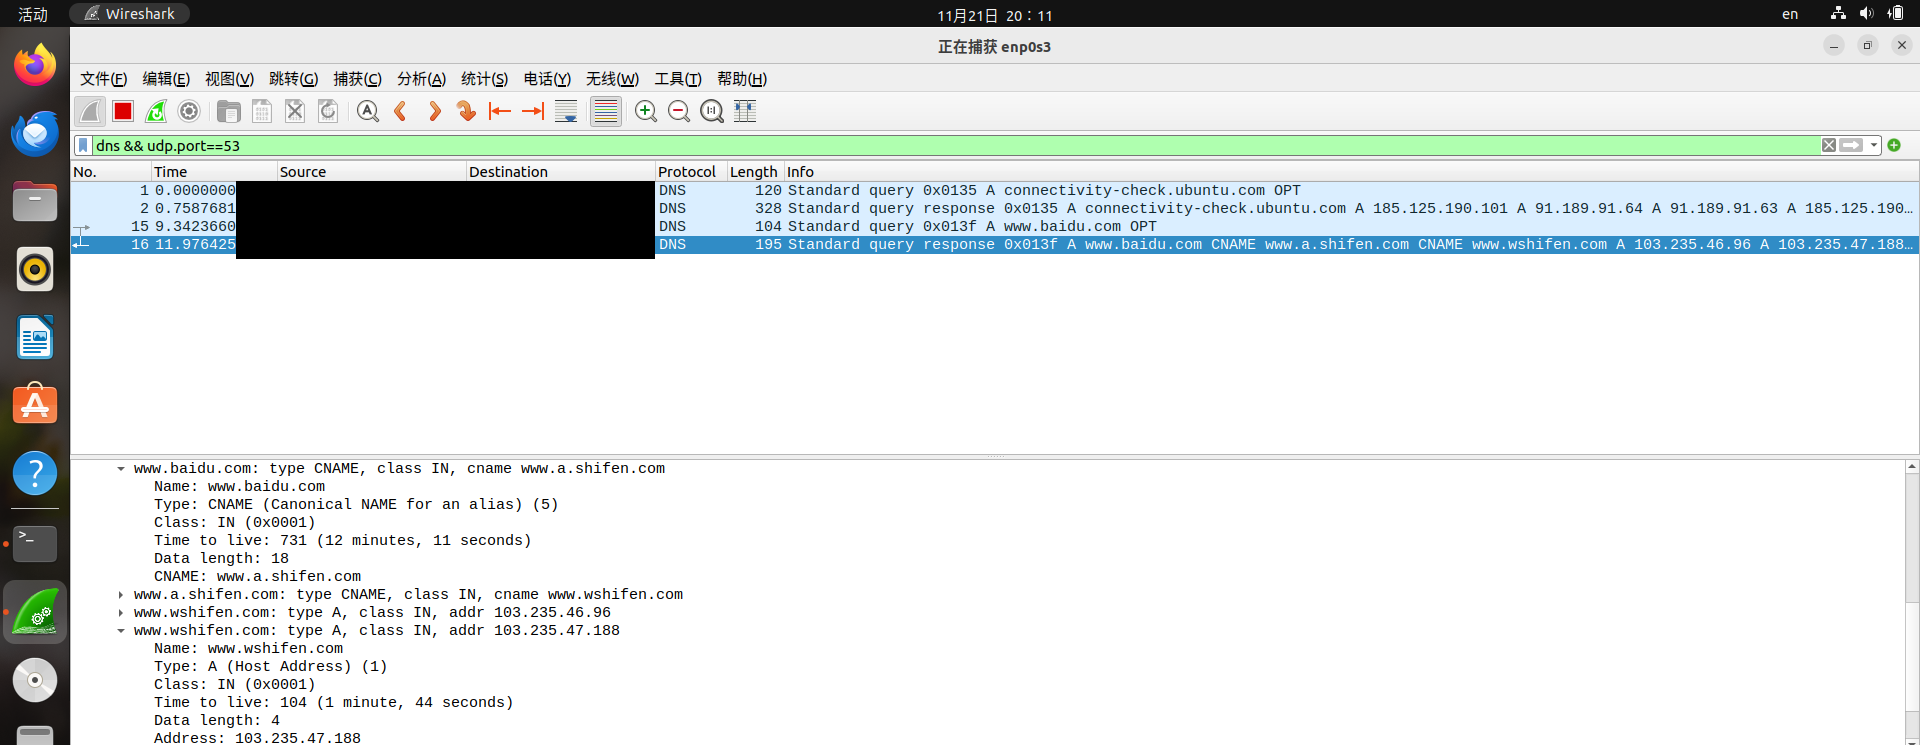 活动 Wireshark 11月21日 20：11 en
正在捕获 enp0s3
文件(F) 编辑(E) 视图(V) 跳转(G) 捕获(C) 分析(A) 统计(S) 电话(Y) 无线(W) 工具(T) 帮助(H)
dns && udp.port==53
No. Time Source Destination Protocol Length Info
1 0.0000000 DNS 120 Standard query 0x0135 A connectivity-check.ubuntu.com OPT
2 0.7587681 DNS 328 Standard query response 0x0135 A connectivity-check.ubuntu.com A 185.125.190.101 A 91.189.91.64 A 91.189.91.63 A 185.125.190…
15 9.3423660 DNS 104 Standard query 0x013f A www.baidu.com OPT
16 11.976425 DNS 195 Standard query response 0x013f A www.baidu.com CNAME www.a.shifen.com CNAME www.wshifen.com A 103.235.46.96 A 103.235.47.188…
www.baidu.com: type CNAME, class IN, cname www.a.shifen.com
Name: www.baidu.com
Type: CNAME (Canonical NAME for an alias) (5)
Class: IN (0x0001)
Time to live: 731 (12 minutes, 11 seconds)
Data length: 18
CNAME: www.a.shifen.com
www.a.shifen.com: type CNAME, class IN, cname www.wshifen.com
www.wshifen.com: type A, class IN, addr 103.235.46.96
www.wshifen.com: type A, class IN, addr 103.235.47.188
Name: www.wshifen.com
Type: A (Host Address) (1)
Class: IN (0x0001)
Time to live: 104 (1 minute, 44 seconds)
Data length: 4
Address: 103.235.47.188